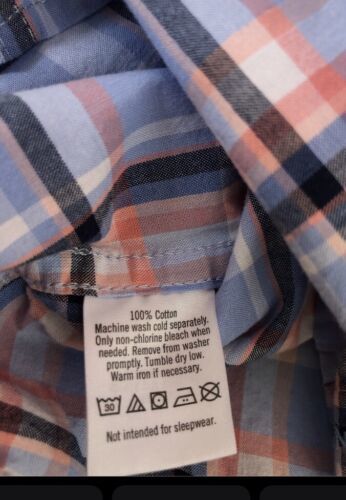 100% Cotton
Machine wash cold separately.
Only non-chlorine bleach when
needed. Remove from washer
promptly. Tumble dry low.
Warm iron if necessary.
30
Not intended for sleepwear.